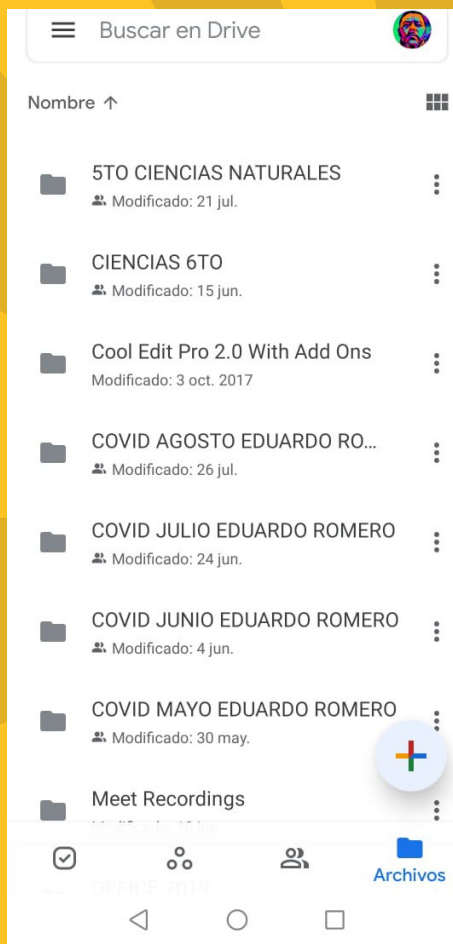 Buscar en Drive
Nombre ↑
5TO CIENCIAS NATURALES
Modificado: 21 jul.
CIENCIAS 6TO
Modificado: 15 jun.
Cool Edit Pro 2.0 With Add Ons
Modificado: 3 oct. 2017
COVID AGOSTO EDUARDO RO...
Modificado: 26 jul.
COVID JULIO EDUARDO ROMERO
Modificado: 24 jun.
COVID JUNIO EDUARDO ROMERO
Modificado: 4 jun.
COVID MAYO EDUARDO ROMERO
Modificado: 30 may.
Meet Recordings
Archivos
OFFICE 2019